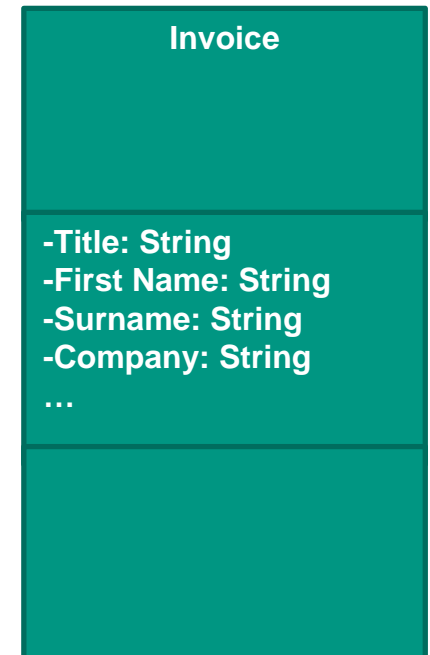 Invoice
-Title: String
-First Name: String
-Surname: String
-Company: String
…